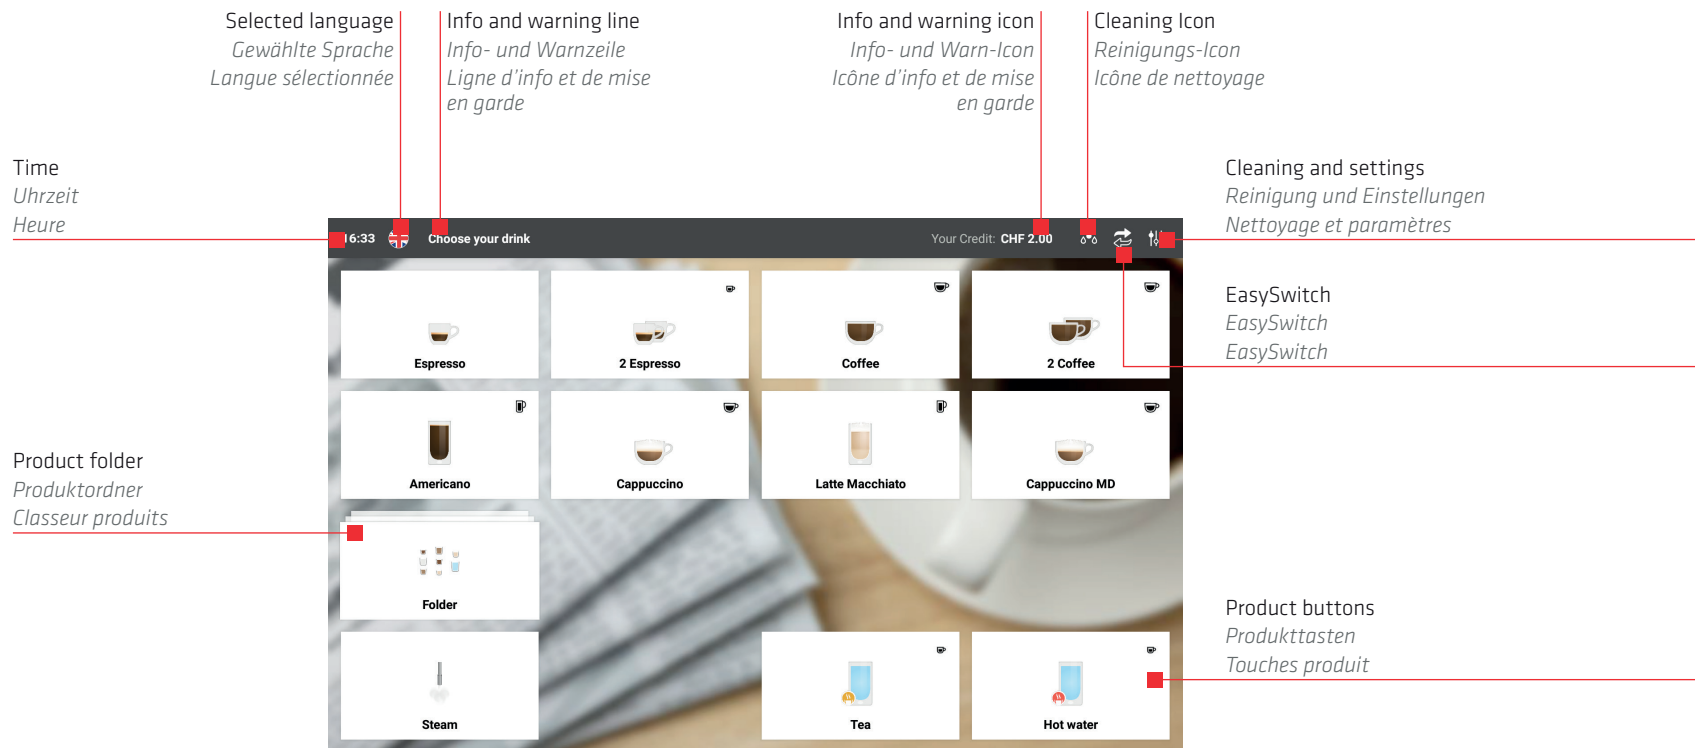 Selected language
Gewählte Sprache
Langue sélectionnée
Info and warning line
Info- und Warnzeile
Ligne d'info et de mise
en garde
Info and warning icon
Info- und Warn-Icon
Icône d'info et de mise
en garde
Cleaning Icon
Reinigungs-Icon
Icône de nettoyage
Time
Uhrzeit
Heure
Cleaning and settings
Reinigung und Einstellungen
Nettoyage et paramètres
16:33 Choose your drink Your Credit: CHF 2.00
EasySwitch
EasySwitch
EasySwitch
Espresso
2 Espresso
Coffee
2 Coffee
Americano
Cappuccino
Latte Macchiato
Cappuccino MD
Product folder
Produktordner
Classeur produits
Folder
Product buttons
Produkttasten
Touches produit
Steam
Tea
Hot water